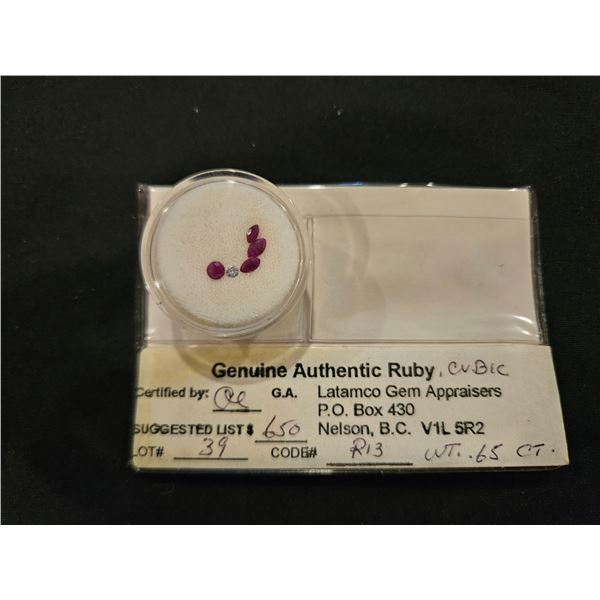 Genuine Authentic Ruby, CUBIC
Certified by: G.A. Latamco Gem Appraisers
P.O. Box 430
SUGGESTED LIST $ 650 Nelson, B.C. V1L 5R2
LOT# 39 CODE# R13 WT. .65 CT.